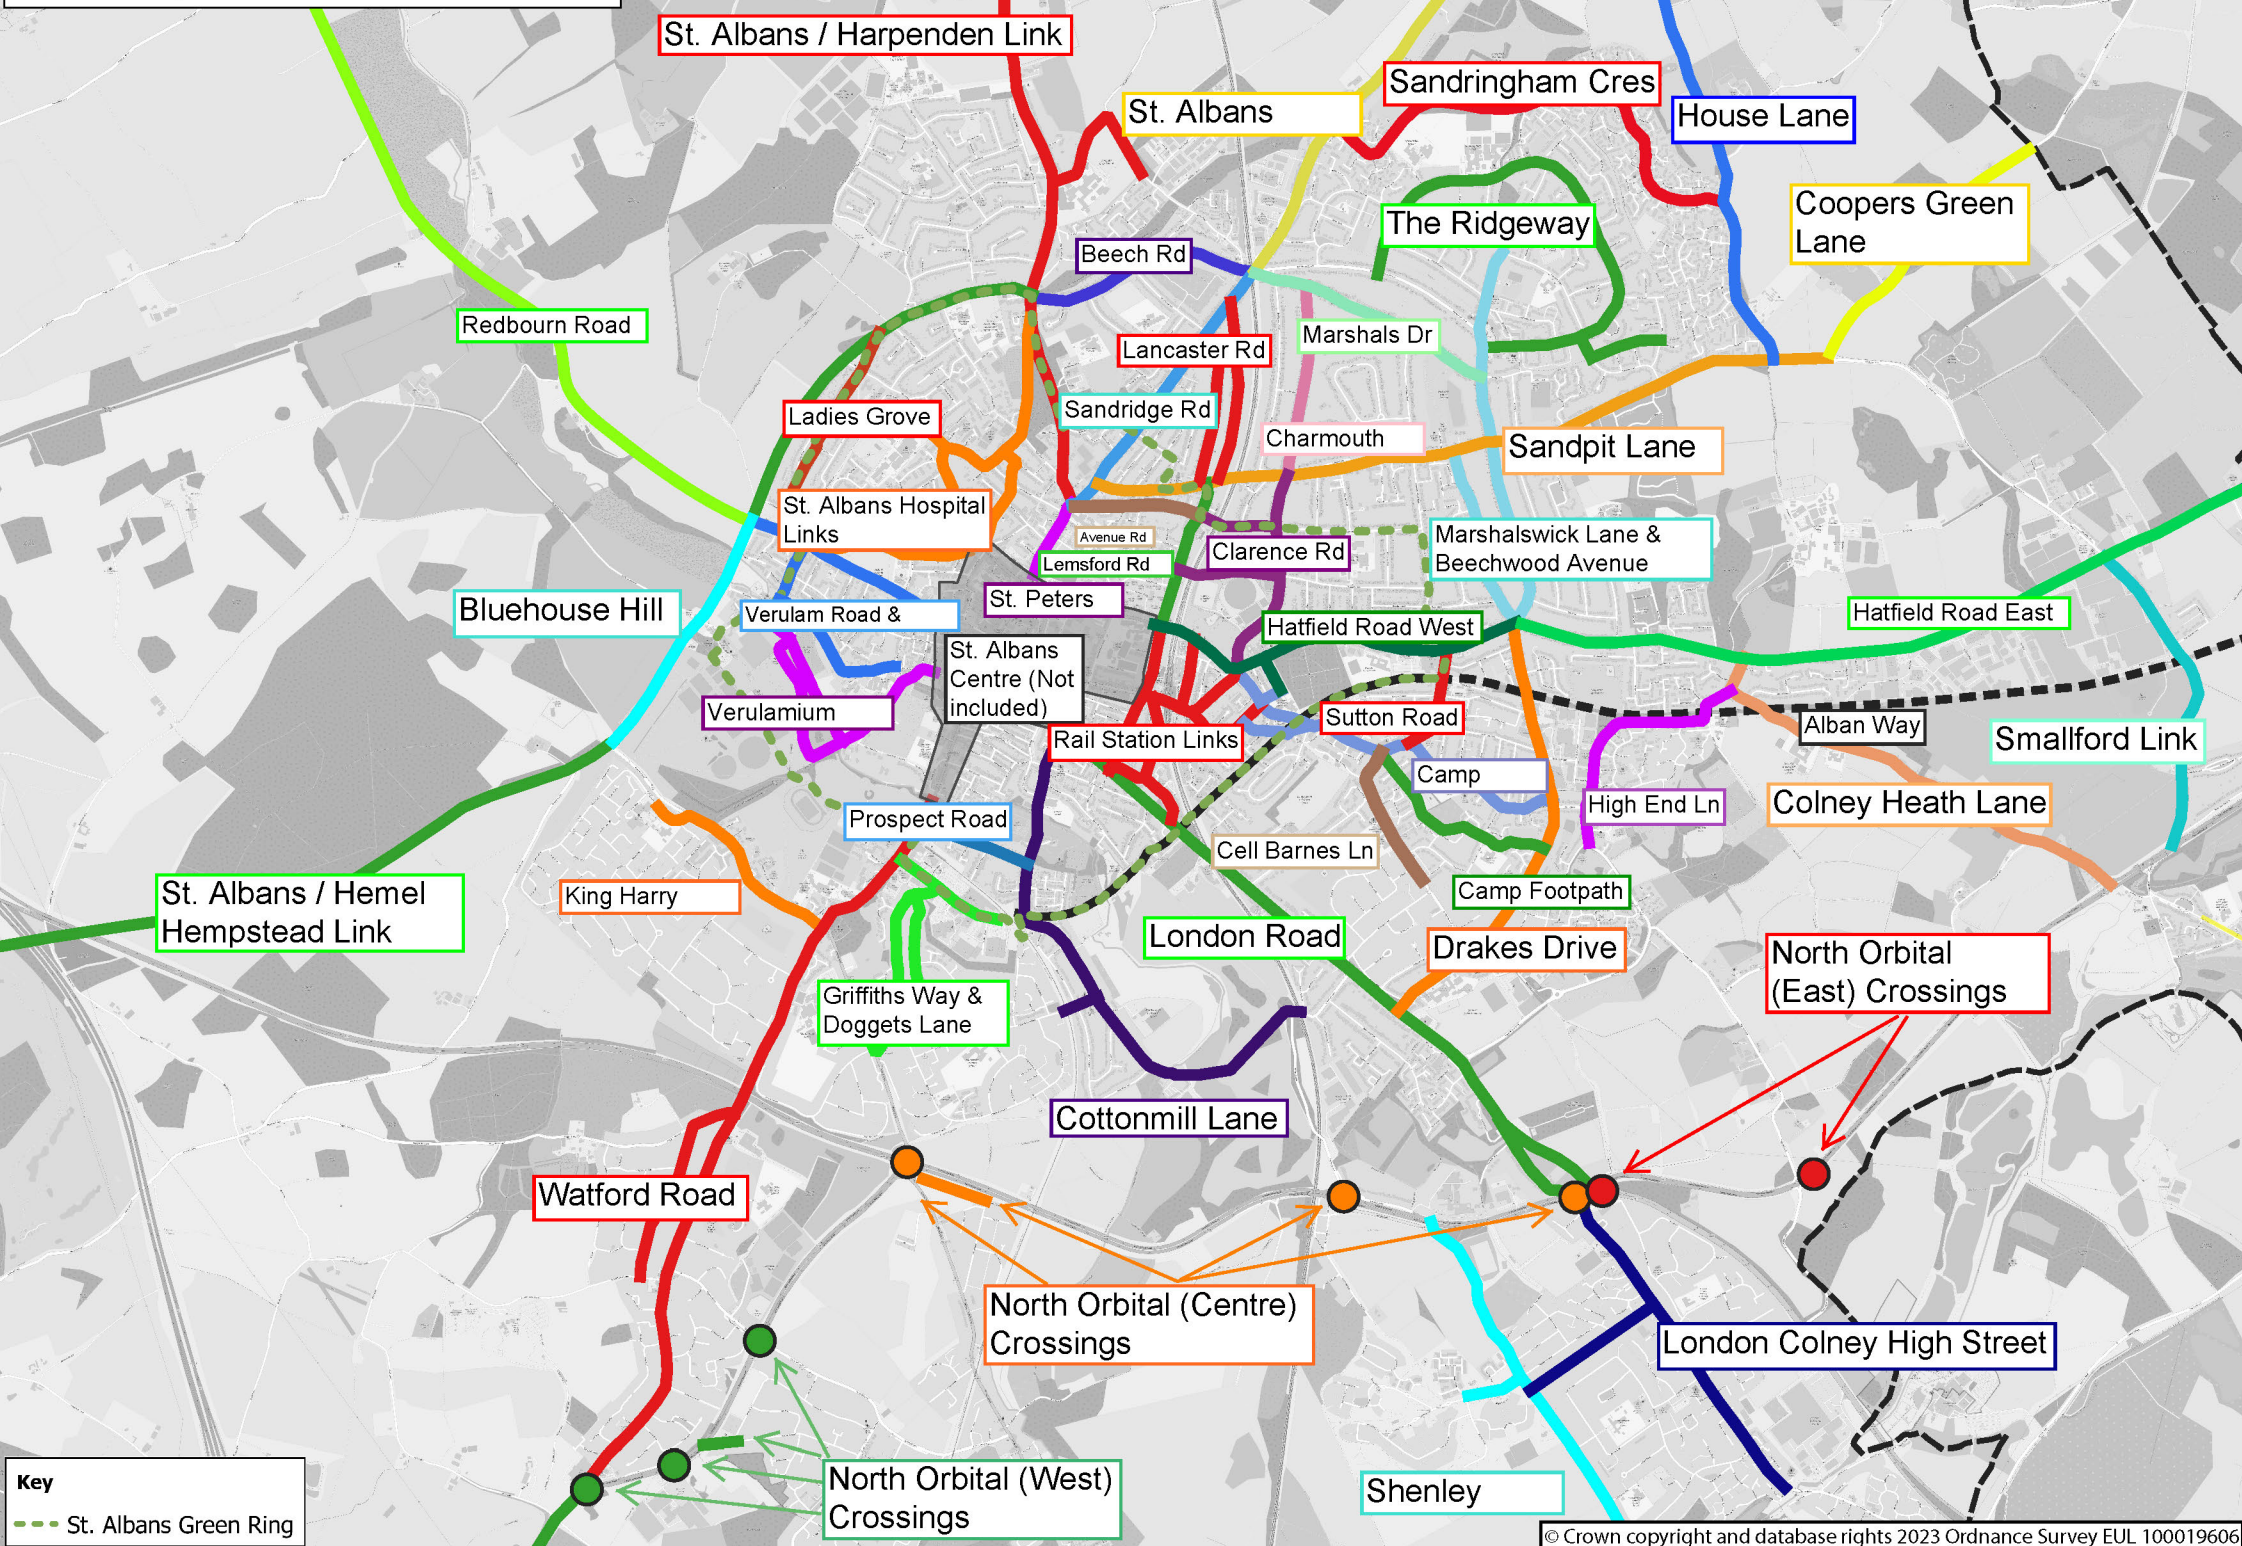 St. Albans / Harpenden Link
Sandringham Cres
St. Albans
House Lane
Coopers Green
Lane
The Ridgeway
Beech Rd
Redbourn Road
Marshals Dr
Lancaster Rd
Ladies Grove
Sandridge Rd
Charmouth
Sandpit Lane
St. Albans Hospital
Links
Avenue Rd
Clarence Rd
Marshalswick Lane &
Beechwood Avenue
Lemsford Rd
St. Peters
Bluehouse Hill
Verulam Road &
Hatfield Road West
Hatfield Road East
St. Albans
Centre (Not
included)
Verulamium
Sutton Road
Alban Way
Rail Station Links
Smallford Link
Camp
High End Ln
Colney Heath Lane
Prospect Road
Cell Barnes Ln
King Harry
Camp Footpath
St. Albans / Hemel
Hempstead Link
London Road
Drakes Drive
North Orbital
(East) Crossings
Griffiths Way &
Doggets Lane
Cottonmill Lane
Watford Road
North Orbital (Centre)
Crossings
London Colney High Street
North Orbital (West)
Crossings
Shenley
Key
St. Albans Green Ring
© Crown copyright and database rights 2023 Ordnance Survey EUL 100019606